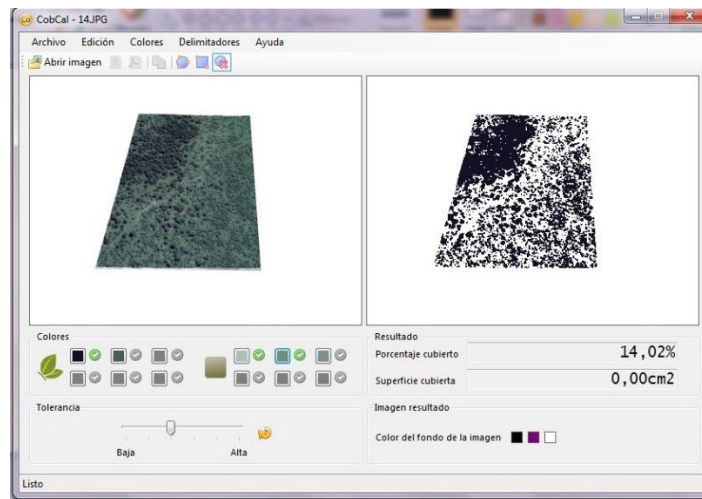 CobCal - 14.JPG
Archivo Edición Colores Delimitadores Ayuda
Abrir imagen
Colores
Resultado
Porcentaje cubierto 14,02%
Superficie cubierta 0,00cm2
Tolerancia
Baja Alta
Imagen resultado
Color del fondo de la imagen
Listo